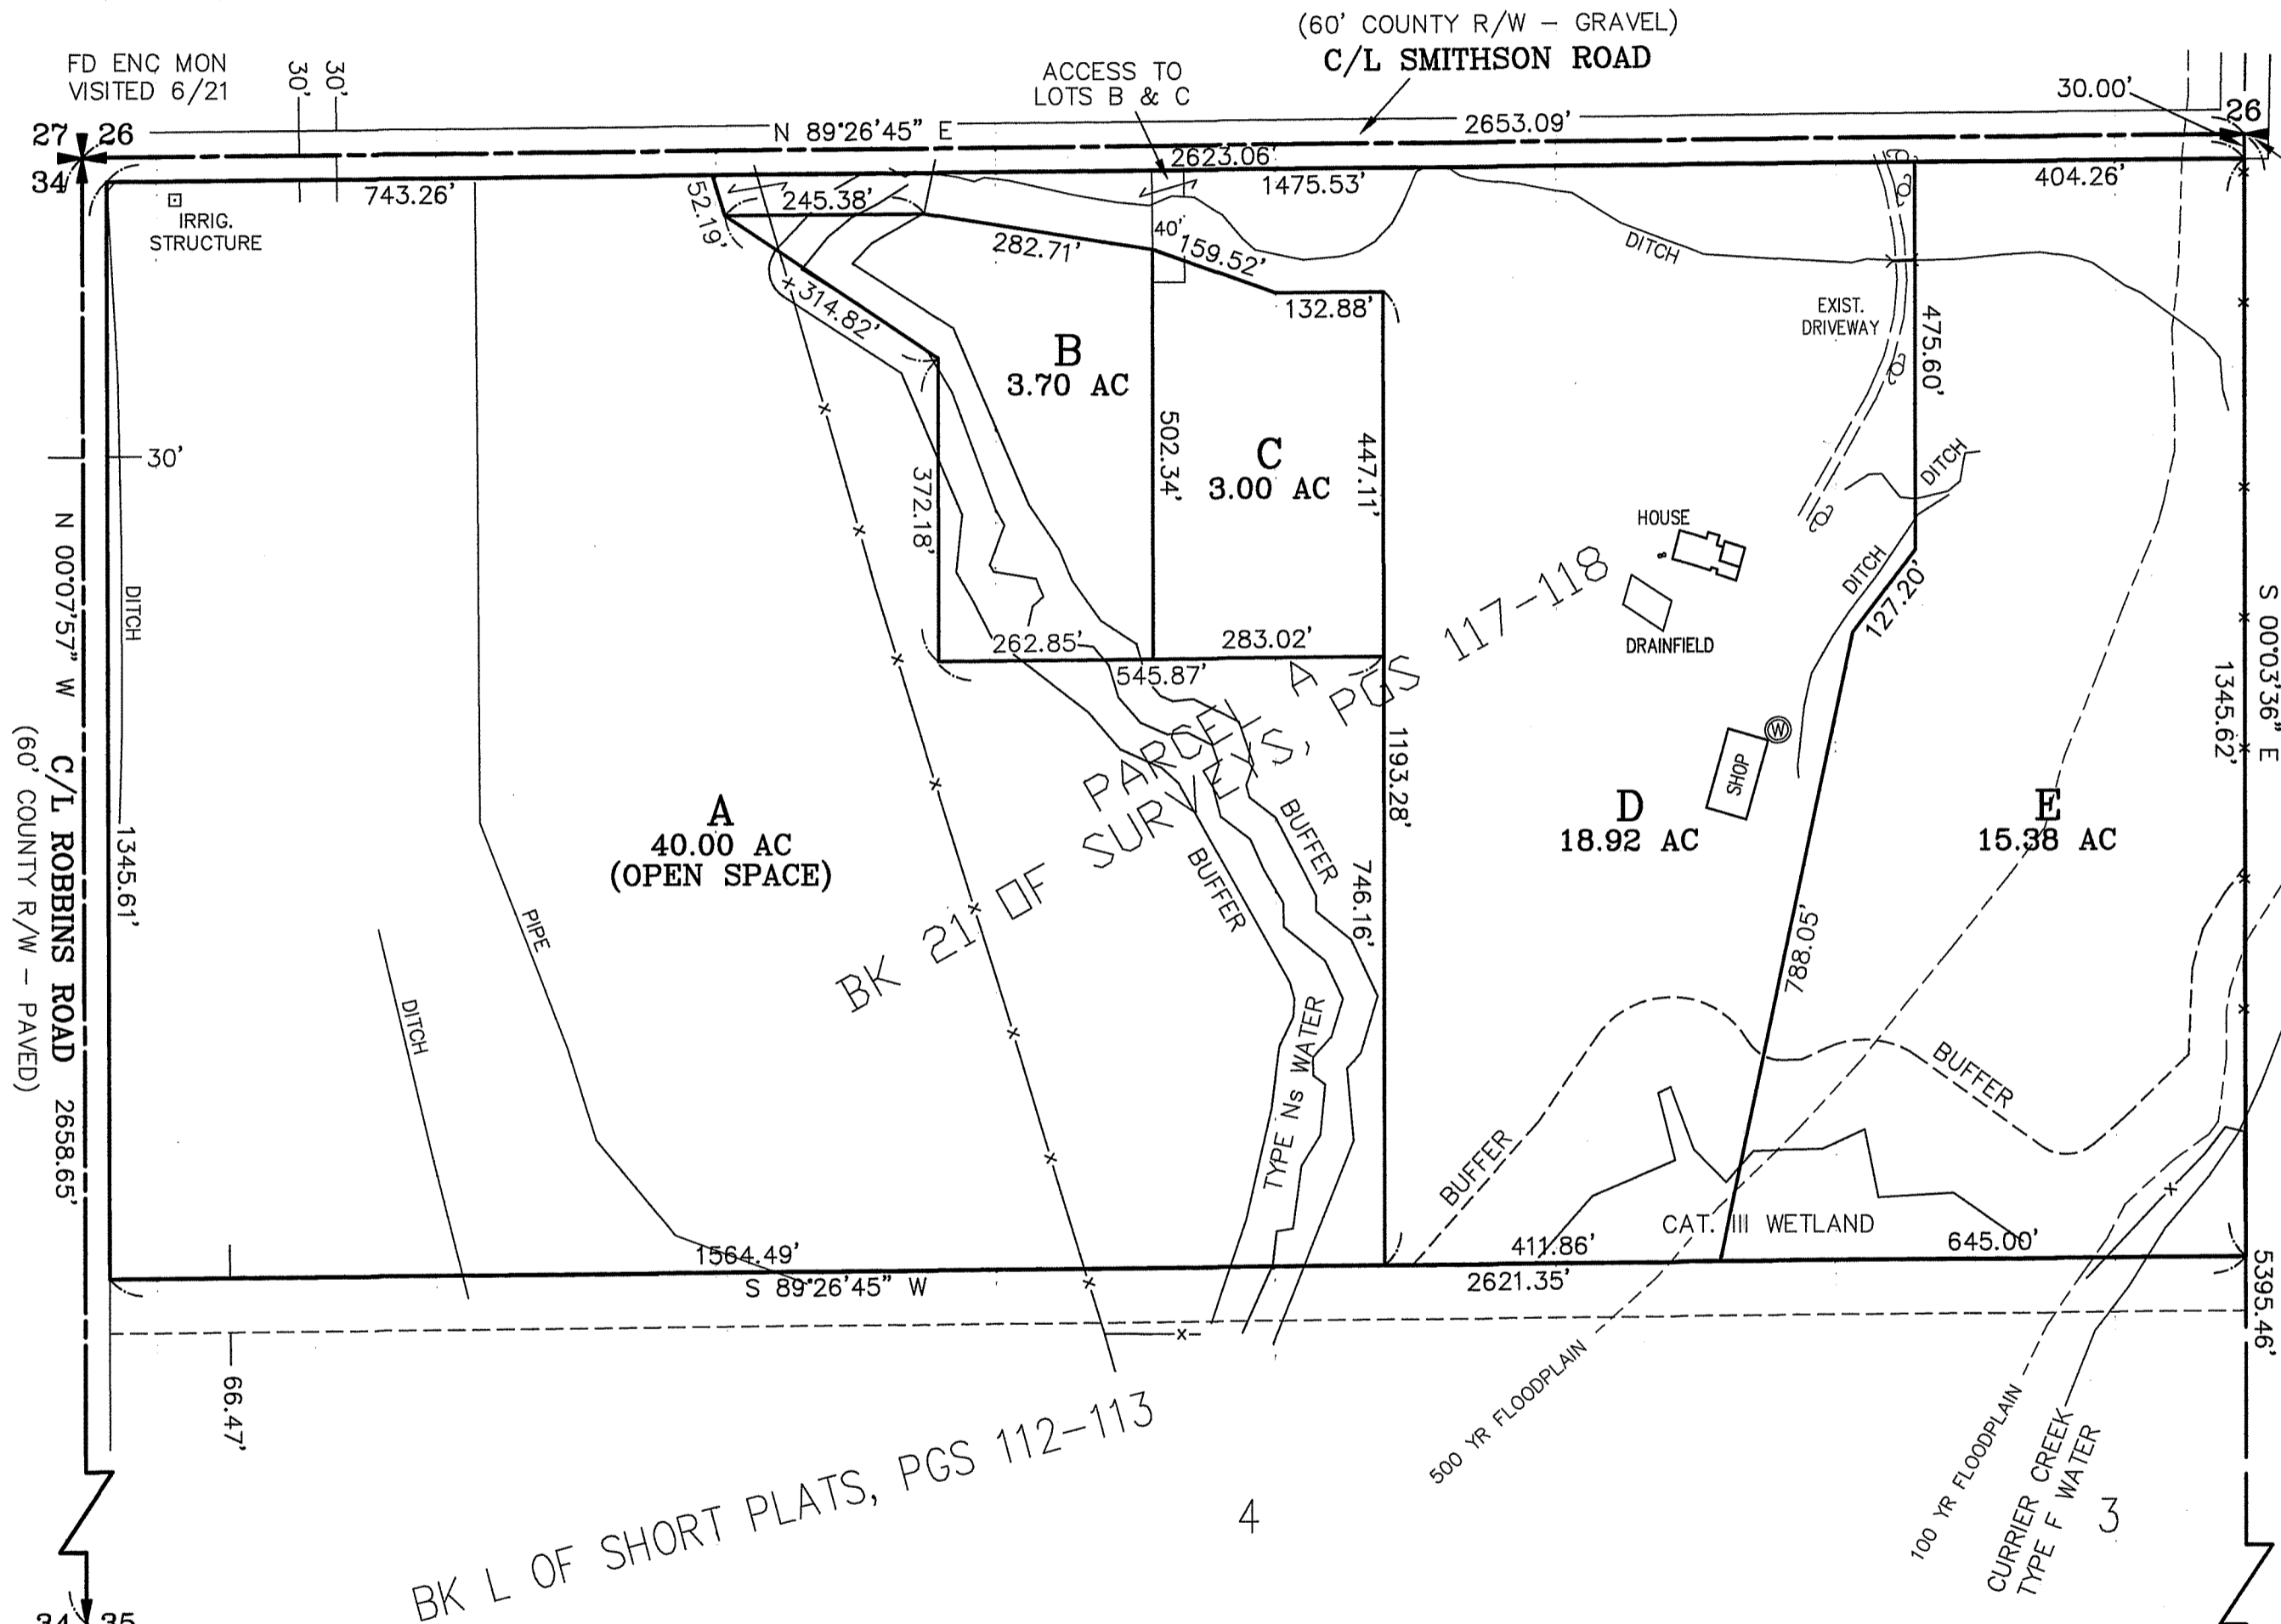 (60' COUNTY R/W – GRAVEL)
C/L SMITHSON ROAD
FD ENC MON
VISITED 6/21
30'
30'
ACCESS TO
LOTS B & C
30.00'
27
26
26
N 89°26'45" E
2653.09'
34
2623.06'
743.26'
1475.53'
404.26'
IRRIG.
STRUCTURE
52.19'
245.38'
282.71'
40'
159.52'
132.88'
DITCH
EXIST.
DRIVEWAY
475.60'
314.82'
B
3.70 AC
C
3.00 AC
502.34'
447.11'
372.18'
30'
DITCH
HOUSE
DITCH
127.20'
DRAINFIELD
262.85'
283.02'
545.87'
N 00°07'57" W
C/L ROBBINS ROAD
2658.65'
(60' COUNTY R/W – PAVED)
DITCH
1345.61'
A
40.00 AC
(OPEN SPACE)
PIPE
DITCH
PARCEL A
BK 21 OF SURVEYS, PGS 117–118
BUFFER
BUFFER
TYPE Ns WATER
1193.28'
746.16'
W
SHOP
D
18.92 AC
E
15.38 AC
788.05'
S 00°03'36" E
1345.62'
BUFFER
BUFFER
CAT. III WETLAND
1564.49'
411.86'
645.00'
S 89°26'45" W
2621.35'
5395.46'
66.47'
500 YR FLOODPLAIN
100 YR FLOODPLAIN
CURRIER CREEK
TYPE F WATER
BK L OF SHORT PLATS, PGS 112–113
4
3
34
35